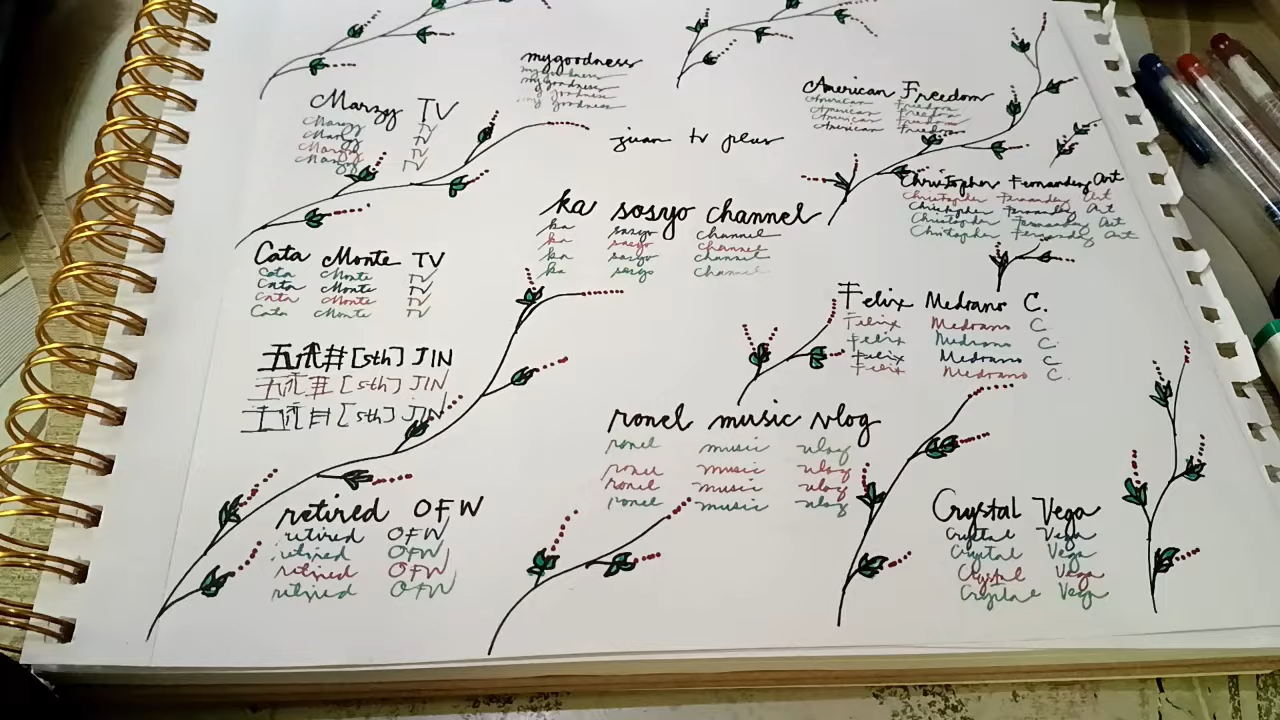 mygoodness
mygoodness
mygoodness
my goodness
my goodness
Marzy TV
Marzy TV
Marzy TV
Marzy TV
Marzy TV
American Freedom
American Freedom
American Freedom
American Freedom
American Freedom
juan tv plus
Christopher Fernandez Art
Christopher Fernandez Art
Christopher Fernandez Art
Christopher Fernandez Art
Christopher Fernandez Art
ka sosyo channel
ka sosyo channel
ka sosyo channel
ka sosyo channel
ka sosyo channel
Cata Monte TV
Cata Monte TV
Cata Monte TV
Cata Monte TV
Cata Monte TV
Felix Medrano C.
Felix Medrano C.
Felix Medrano C.
Felix Medrano C.
Felix Medrano C.
[5th] JIN
[5th] JIN
[5th] JIN
ronel music vlog
ronel music vlog
ronel music vlog
ronel music vlog
ronel music vlog
retired OFW
retired OFW
retired OFW
retired OFW
retired OFW
Crystal Vega
Crystal Vega
Crystal Vega
Crystal Vega
Crystal Vega